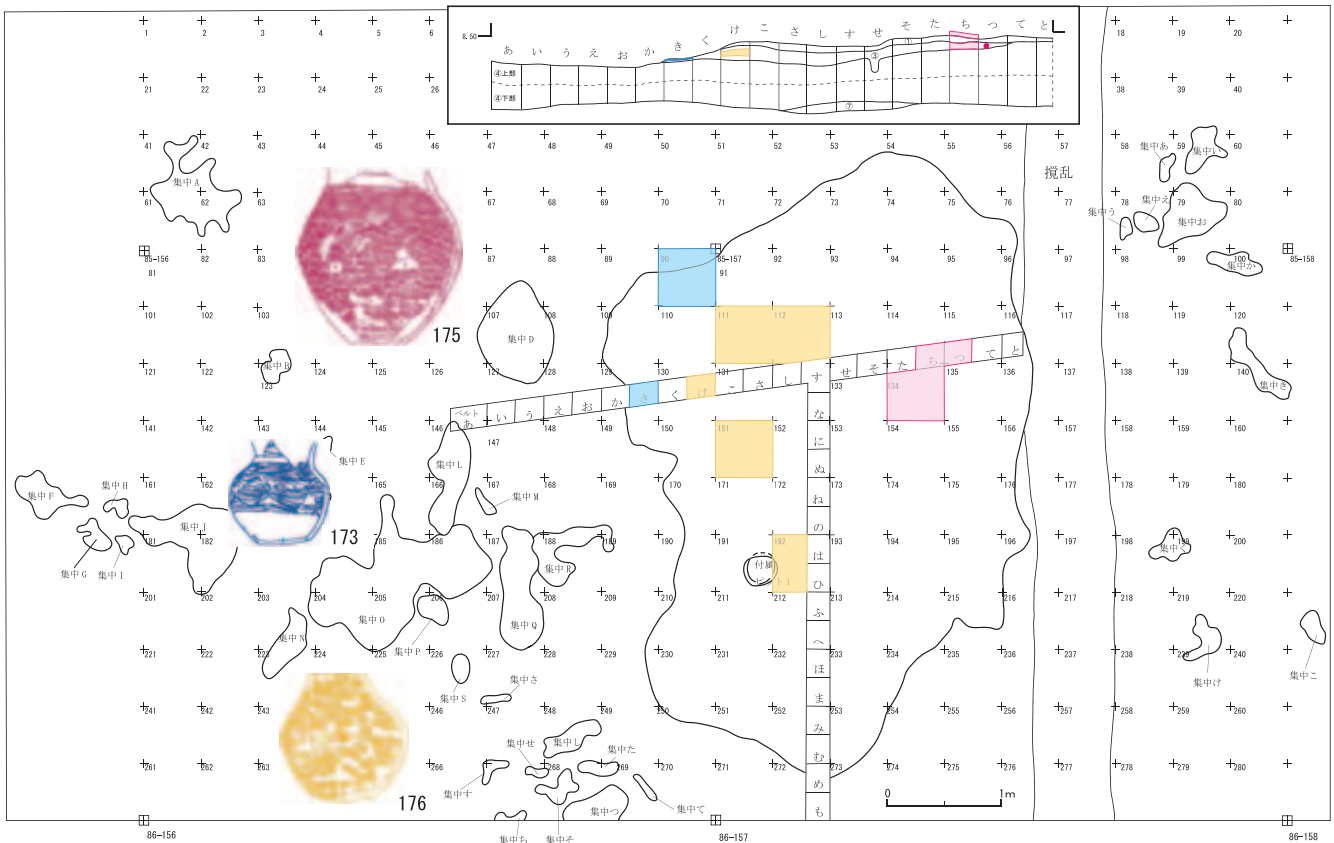 8.50
あ い う え お か き く け こ さ し す せ そ た ち つ て と
④上部
④下部
①
③
⑦
1 2 3 4 5 6 18 19 20
21 22 23 24 25 26 38 39 40
41 42 43 44 45 46 47 48 49 50 51 52 53 54 55 56 57 58 59 60
撹乱
集中あ 集中い
集中A
61 62 63 67 68 69 70 71 72 73 74 75 76 77 78 79 80
集中う 集中え 集中お
85-156 82 83 87 88 89 90 85-157 92 93 94 95 96 97 98 99 100 85-158
81 91
集中か
101 102 103 107 108 109 110 111 112 113 114 115 116 117 118 119 120
175
集中D
集中B
121 122 123 124 125 126 127 128 129 130 131 133 134 135 137 138 139 140
集中き
ベルト
あ い う え お か き く け こ さ し す せ そ た ち つ て と
141 142 143 144 145 146 147 148 150 151 152 154 155 156 157 158 159 160
な に ぬ ね の は ひ ふ へ ほ ま み む め も
集中E
集中L
集中F 集中H
161 162 165 166 167 168 169 170 171 172 174 175 176 177 178 179 180
集中M
集中J
173
181 182 185 186 187 188 189 190 191 192 193 194 195 196 197 198 199 200
集中G 集中I
集中R
集中く
付属
ピット1
201 202 203 204 205 206 207 208 209 210 211 212 213 214 215 216 217 218 219 220
集中O
集中P
集中Q
集中N
221 222 223 224 225 226 227 228 229 230 231 232 233 234 235 236 237 238 239 240
集中S
集中さ
集中け
集中こ
241 242 243 246 247 248 249 250 251 252 253 254 255 256 257 258 259 260
集中し
集中せ
集中た
261 262 263 266 268 269 270 271 272 273 274 275 276 277 278 279 280
集中す
集中て
176
集中つ
集中ち 集中そ
0 1m
86-156 86-157 86-158